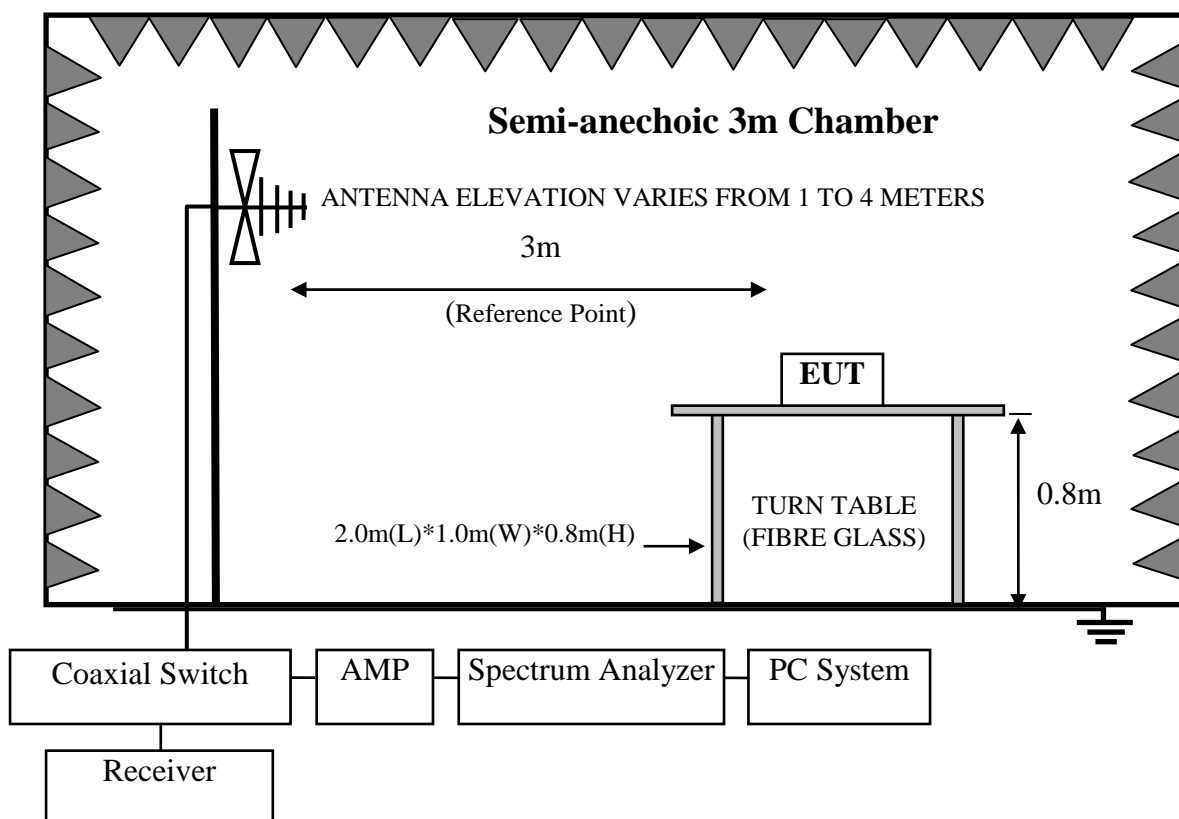 Semi-anechoic 3m Chamber
ANTENNA ELEVATION VARIES FROM 1 TO 4 METERS
3m
(Reference Point)
EUT
0.8m
TURN TABLE
(FIBRE GLASS)
2.0m(L)*1.0m(W)*0.8m(H)
Coaxial Switch
AMP
Spectrum Analyzer
PC System
Receiver